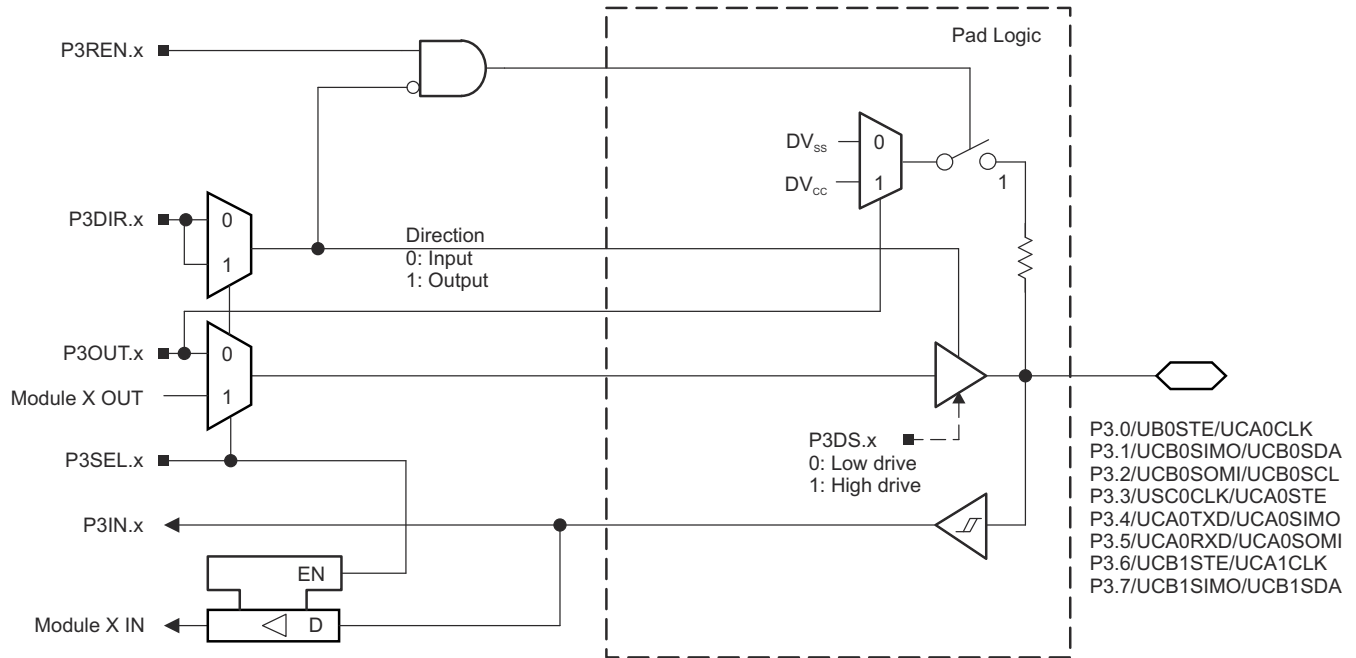 Pad Logic
P3REN.x
DVSS
0
DVCC
1
1
P3DIR.x
0
1
Direction
0: Input
1: Output
P3OUT.x
0
Module X OUT
1
P3DS.x
0: Low drive
1: High drive
P3SEL.x
P3IN.x
EN
Module X IN
D
P3.0/UB0STE/UCA0CLK
P3.1/UCB0SIMO/UCB0SDA
P3.2/UCB0SOMI/UCB0SCL
P3.3/USC0CLK/UCA0STE
P3.4/UCA0TXD/UCA0SIMO
P3.5/UCA0RXD/UCA0SOMI
P3.6/UCB1STE/UCA1CLK
P3.7/UCB1SIMO/UCB1SDA